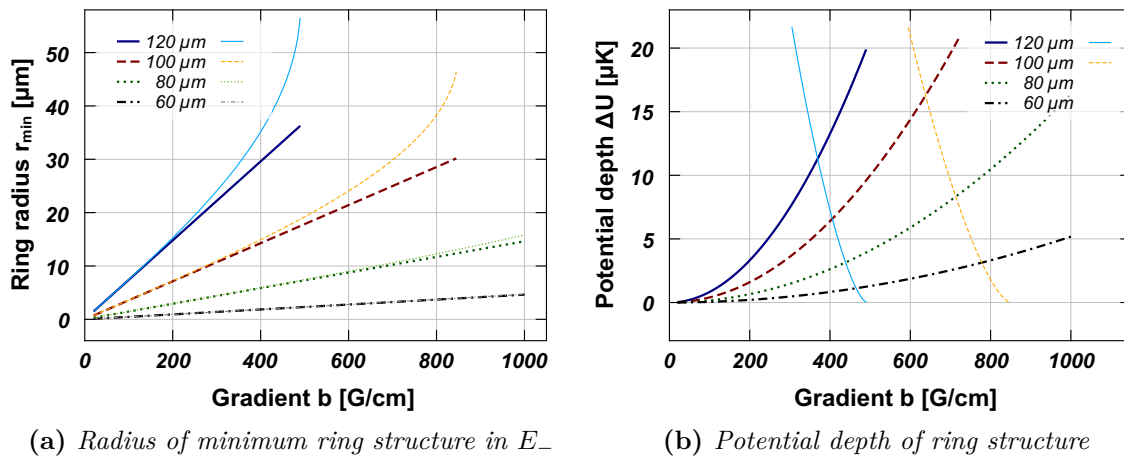 60
50
40
30
20
10
0
Ring radius r_min [μm]
120 μm
100 μm
80 μm
60 μm
0 200 400 600 800 1000
Gradient b [G/cm]
(a) Radius of minimum ring structure in E_−
20
15
10
5
0
Potential depth ΔU [μK]
120 μm
100 μm
80 μm
60 μm
0 200 400 600 800 1000
Gradient b [G/cm]
(b) Potential depth of ring structure